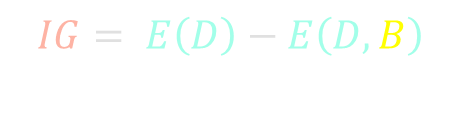 IG = E(D) − E(D, B)